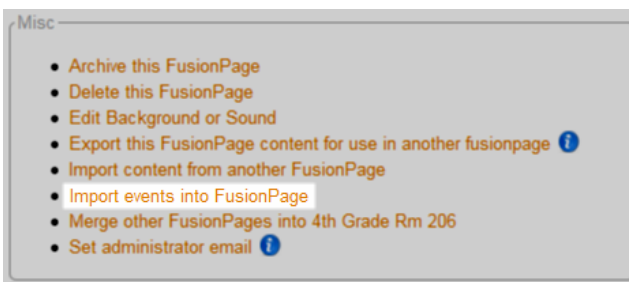 Misc
Archive this FusionPage
Delete this FusionPage
Edit Background or Sound
Export this FusionPage content for use in another fusionpage i
Import content from another FusionPage
Import events into FusionPage
Merge other FusionPages into 4th Grade Rm 206
Set administrator email i